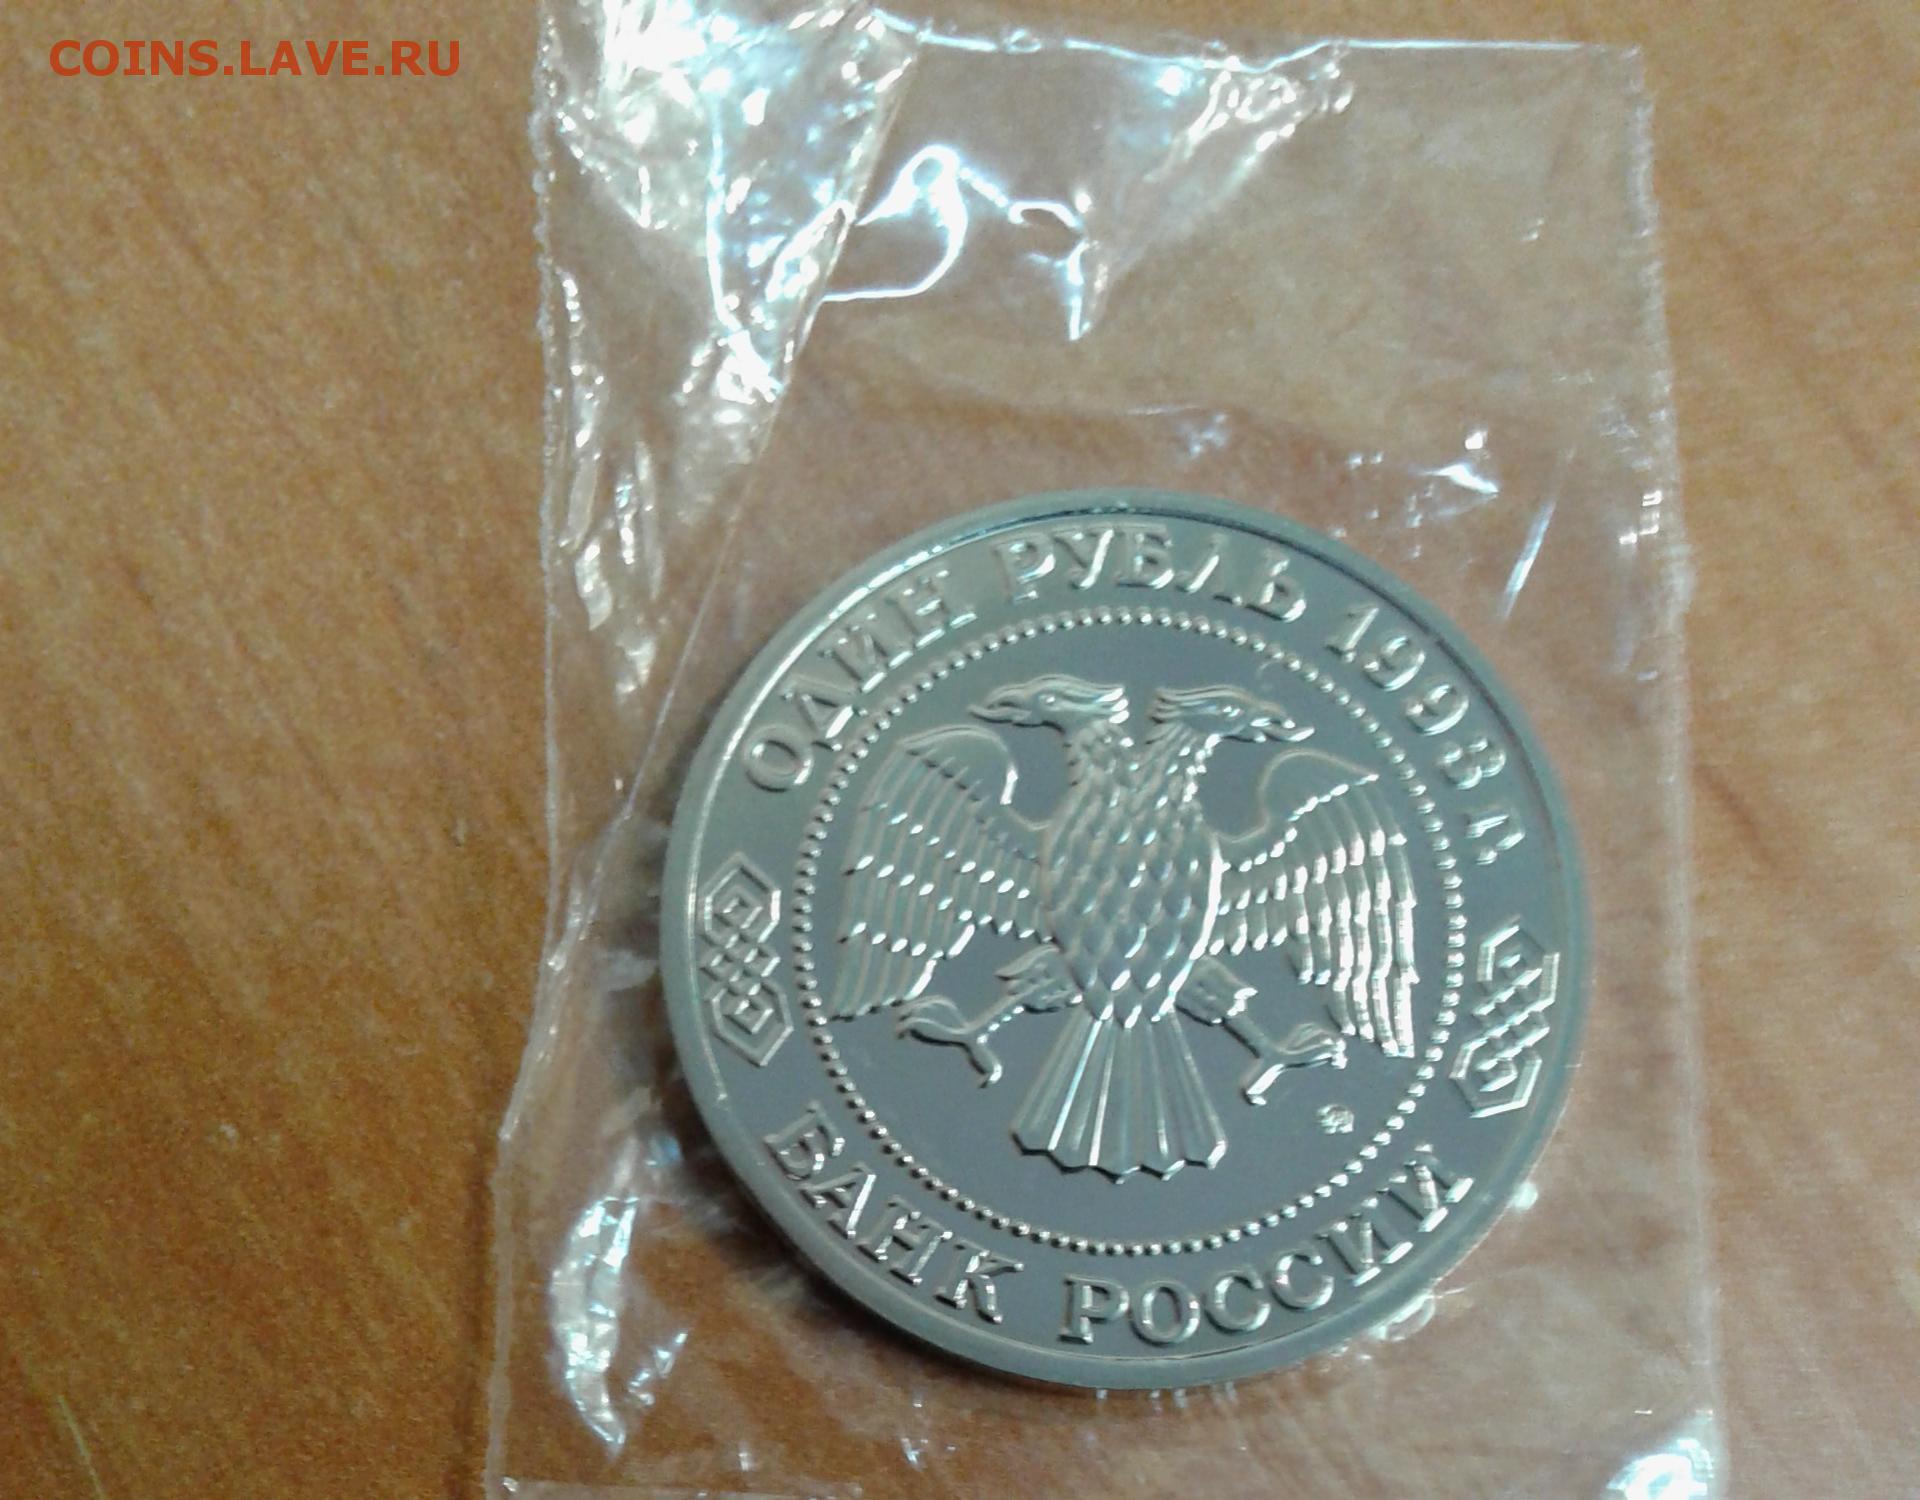 COINS.LAVE.RU
ОДИН РУБЛЬ 1993 г.
БАНК РОССИИ